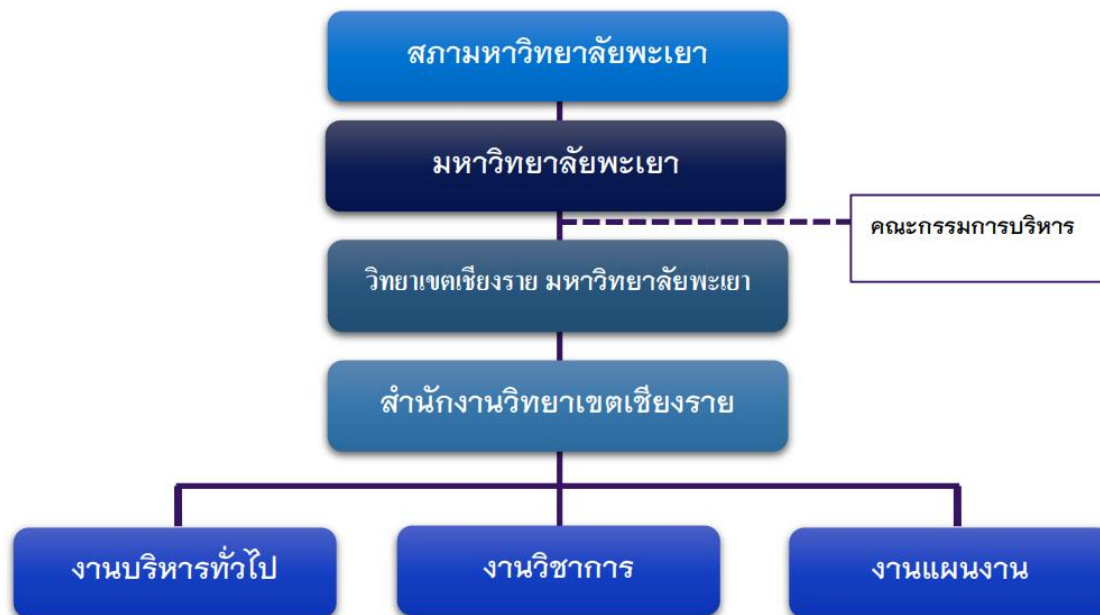 สภามหาวิทยาลัยพะเยา
มหาวิทยาลัยพะเยา
คณะกรรมการบริหาร
วิทยาเขตเชียงราย มหาวิทยาลัยพะเยา
สำนักงานวิทยาเขตเชียงราย
งานบริหารทั่วไป
งานวิชาการ
งานแผนงาน